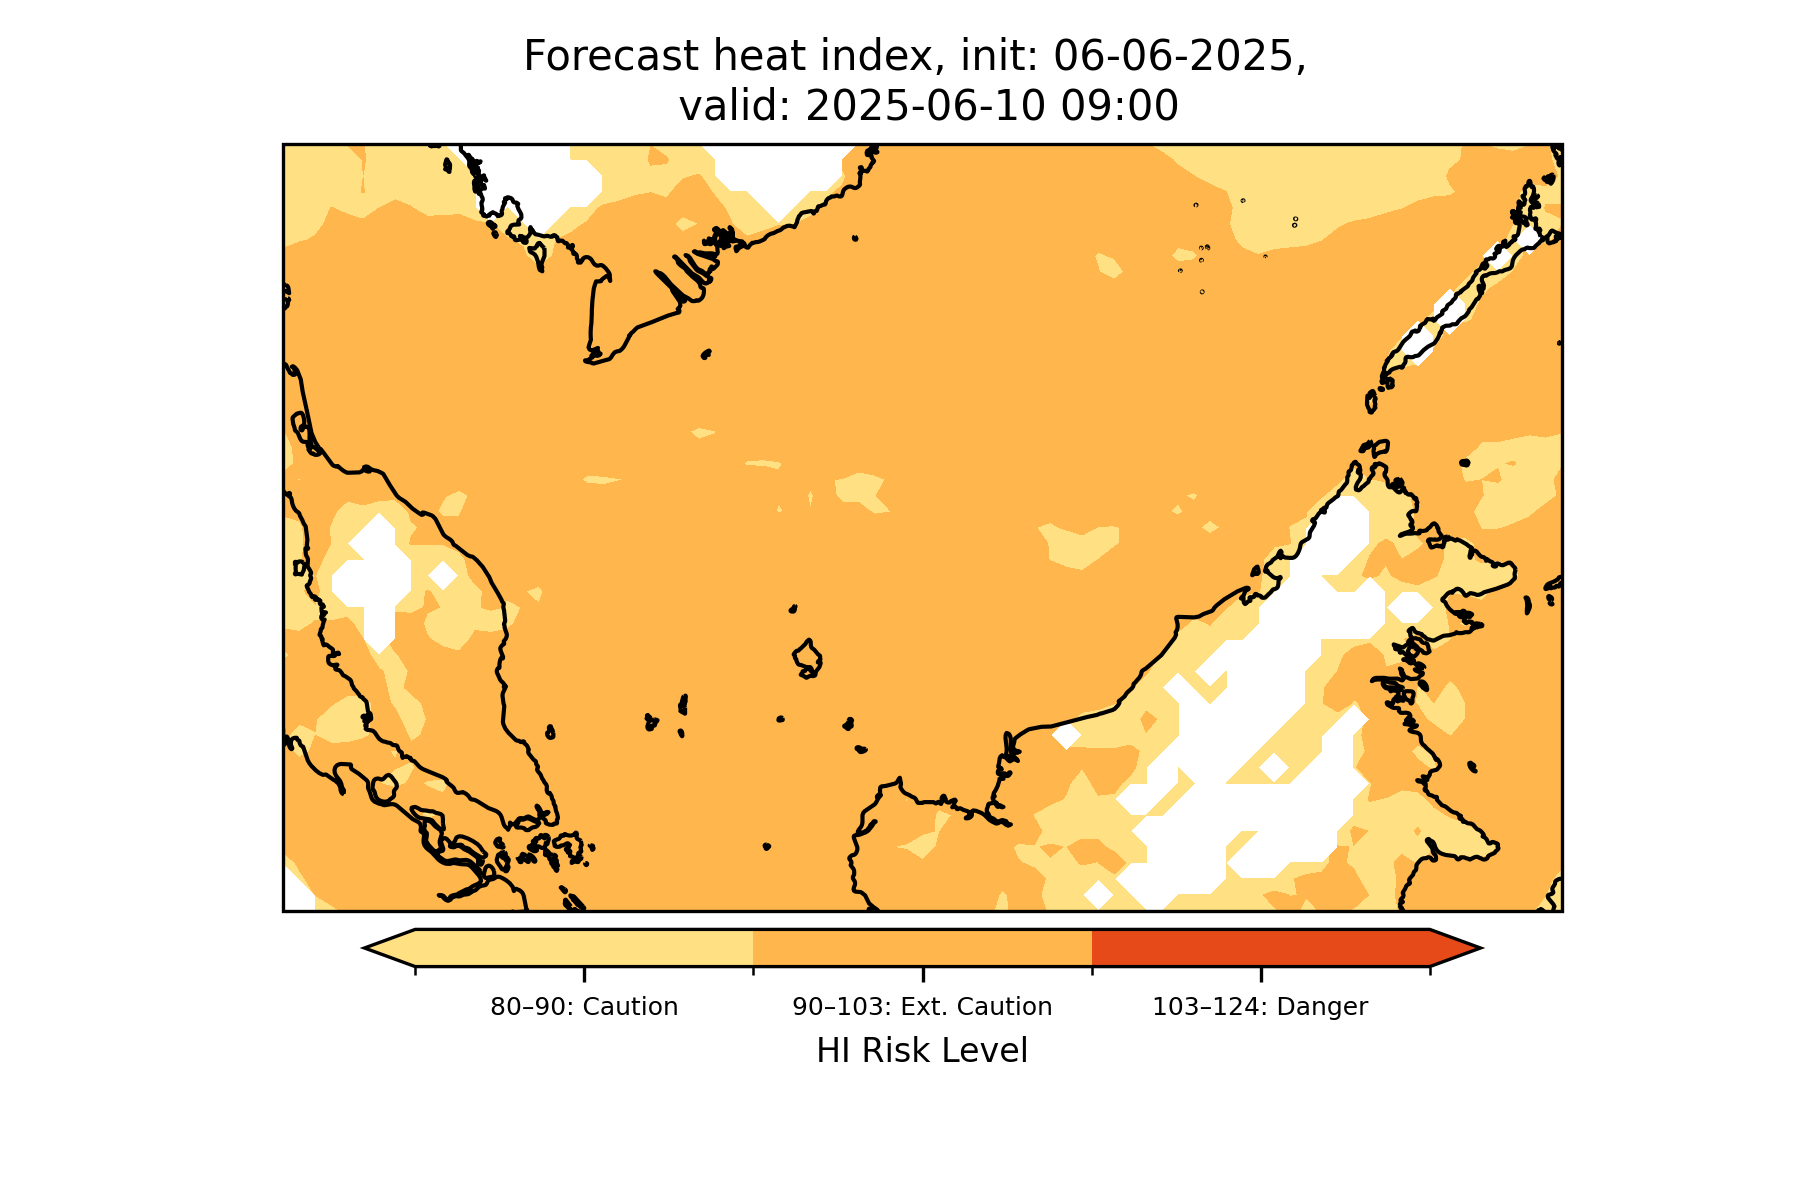 Forecast heat index, init: 06-06-2025,
valid: 2025-06-10 09:00
80–90: Caution
90–103: Ext. Caution
103–124: Danger
HI Risk Level